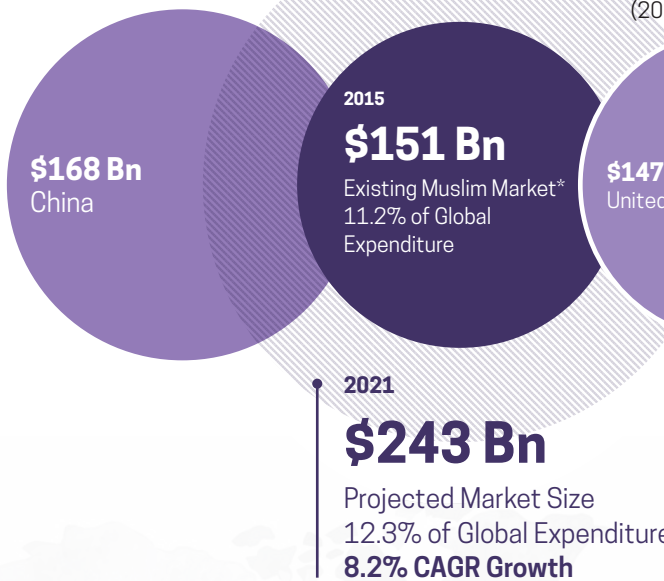 (20
2015
$151 Bn
Existing Muslim Market*
11.2% of Global
Expenditure
$168 Bn
China
$147
United
2021
$243 Bn
Projected Market Size
12.3% of Global Expenditure
8.2% CAGR Growth